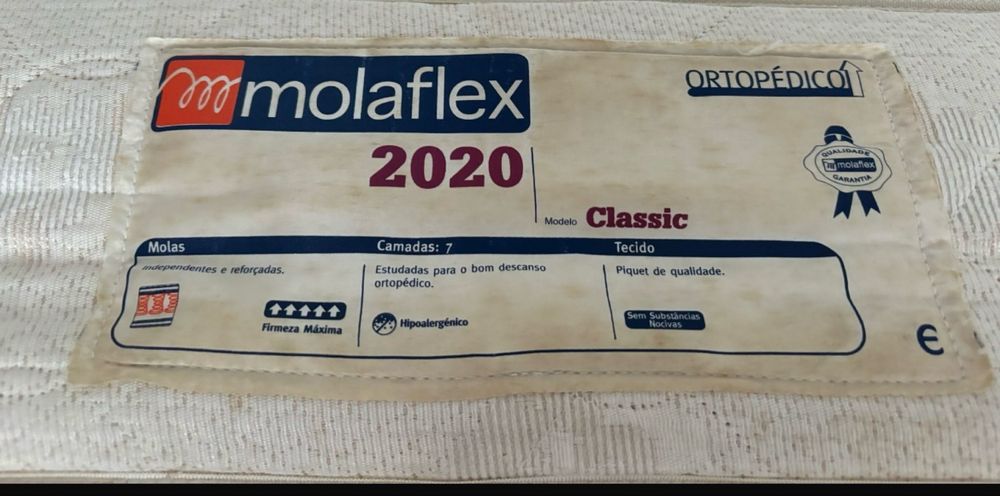 molaflex
ORTOPÉDICO
2020
QUALIDADE
molaflex
GARANTIA
Modelo Classic
Molas
independentes e reforçadas.
Firmeza Máxima
Camadas: 7
Estudadas para o bom descanso
ortopédico.
Hipoalergénico
Tecido
Piquet de qualidade.
Sem Substâncias
Nocivas